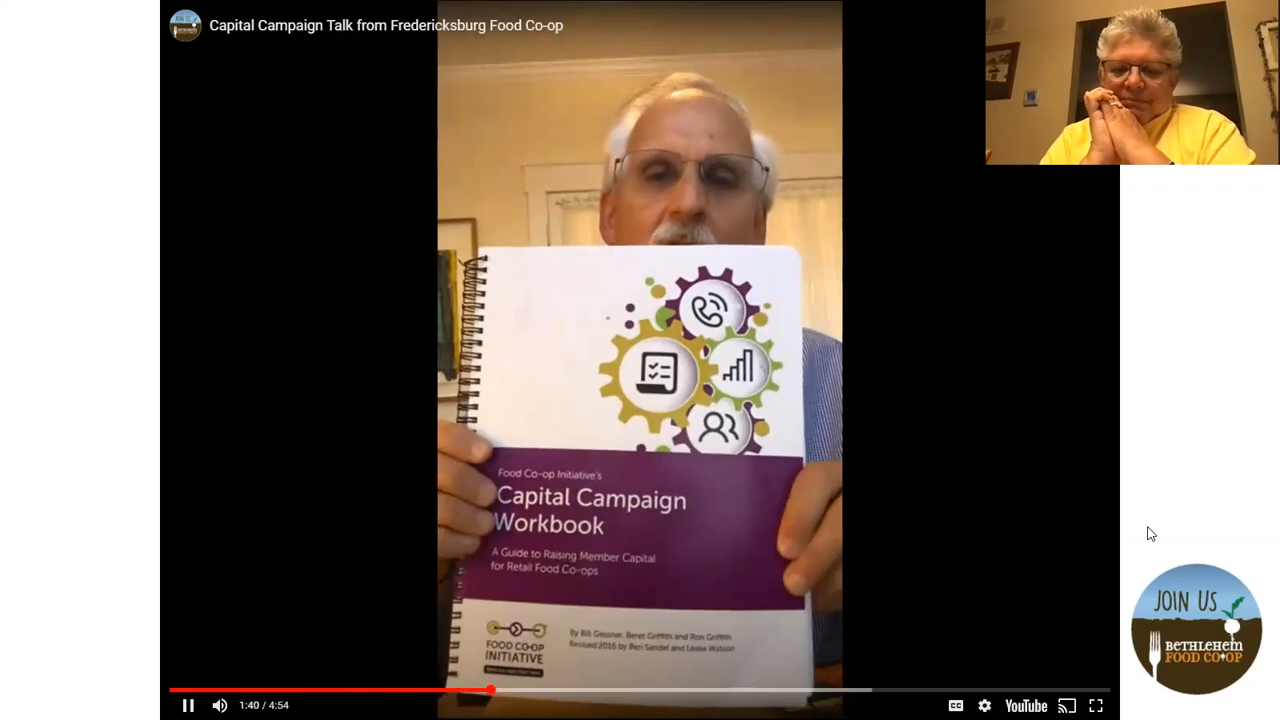 Capital Campaign Talk from Fredericksburg Food Co-op
Food Co-op Initiative's
Capital Campaign
Workbook
A Guide to Raising Member Capital
for Retail Food Co-ops
FOOD CO-OP
INITIATIVE
By Bill Gessner, Beret Griffith and Ron Griffith
Revised 2016 by Ben Sandel and Leslie Watson
JOIN US
BETHLEHEM
FOOD CO-OP
1:40 / 4:54
CC
YouTube